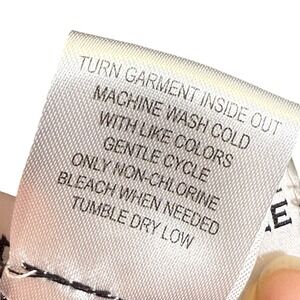 TURN GARMENT INSIDE OUT
MACHINE WASH COLD
WITH LIKE COLORS
GENTLE CYCLE
ONLY NON-CHLORINE
BLEACH WHEN NEEDED
TUMBLE DRY LOW